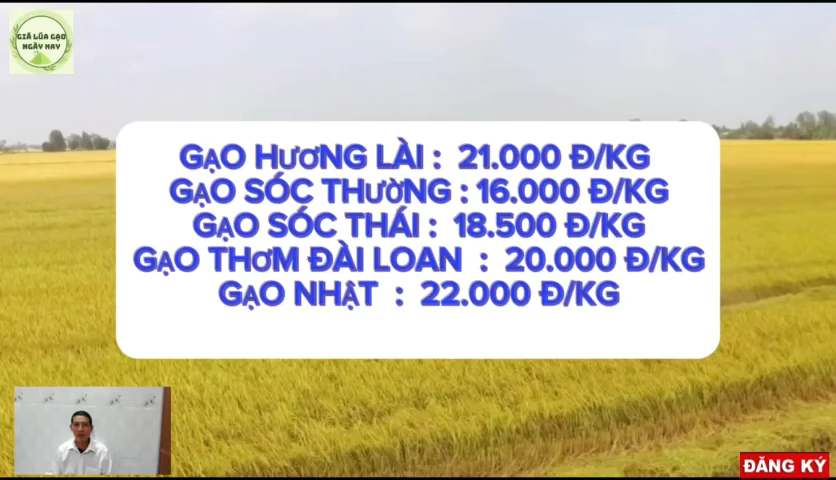 GIÁ LÚA GẠO
NGÀY NAY
GẠO HƯƠNG LÀI : 21.000 Đ/KG
GẠO SÓC THƯỜNG : 16.000 Đ/KG
GẠO SÓC THÁI : 18.500 Đ/KG
GẠO THƠM ĐÀI LOAN : 20.000 Đ/KG
GẠO NHẬT : 22.000 Đ/KG
ĐĂNG KÝ